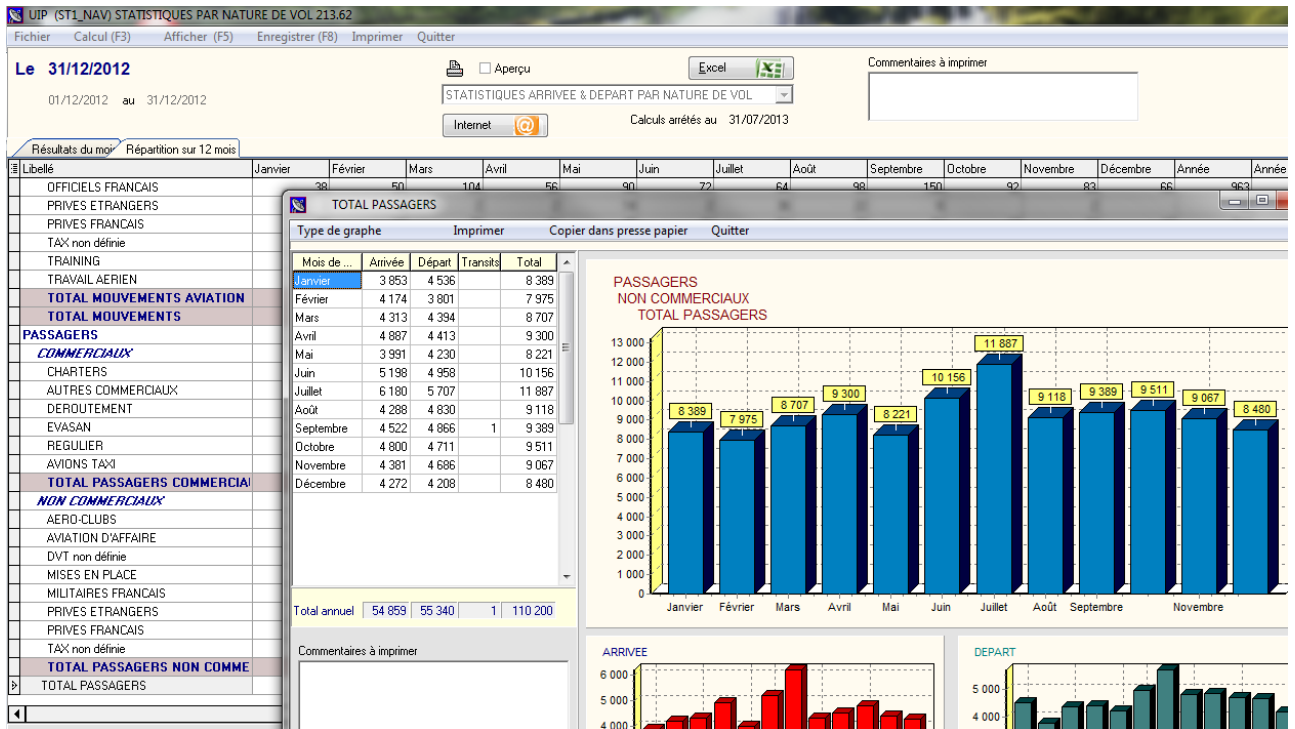 UIP (ST1_NAV) STATISTIQUES PAR NATURE DE VOL 213.62
Fichier Calcul (F3) Afficher (F5) Enregistrer (F8) Imprimer Quitter
Le 31/12/2012
01/12/2012 au 31/12/2012
Aperçu
Excel
STATISTIQUES ARRIVEE & DEPART PAR NATURE DE VOL
Internet
Calculs arrétés au 31/07/2013
Commentaires à imprimer
Résultats du moi Répartition sur 12 mois
Libellé Janvier Février Mars Avril Mai Juin Juillet Août Septembre Octobre Novembre Décembre Année Année
OFFICIELS FRANCAIS 38 50 104 56 90 72 64 98 150 92 83 66 963
PRIVES ETRANGERS
PRIVES FRANCAIS
TAX non définie
TRAINING
TRAVAIL AERIEN
TOTAL MOUVEMENTS AVIATION
TOTAL MOUVEMENTS
PASSAGERS
COMMERCIAUX
CHARTERS
AUTRES COMMERCIAUX
DEROUTEMENT
EVASAN
REGULIER
AVIONS TAXI
TOTAL PASSAGERS COMMERCIA
NON COMMERCIAUX
AERO-CLUBS
AVIATION D'AFFAIRE
DVT non définie
MISES EN PLACE
MILITAIRES FRANCAIS
PRIVES ETRANGERS
PRIVES FRANCAIS
TAX non définie
TOTAL PASSAGERS NON COMME
TOTAL PASSAGERS
TOTAL PASSAGERS
Type de graphe Imprimer Copier dans presse papier Quitter
Mois de ... Arrivée Départ Transits Total
Janvier 3 853 4 536 8 389
Février 4 174 3 801 7 975
Mars 4 313 4 394 8 707
Avril 4 887 4 413 9 300
Mai 3 991 4 230 8 221
Juin 5 198 4 958 10 156
Juillet 6 180 5 707 11 887
Août 4 288 4 830 9 118
Septembre 4 522 4 866 1 9 389
Octobre 4 800 4 711 9 511
Novembre 4 381 4 686 9 067
Décembre 4 272 4 208 8 480
Total annuel 54 859 55 340 1 110 200
Commentaires à imprimer
PASSAGERS
NON COMMERCIAUX
TOTAL PASSAGERS
13 000
12 000
11 000
10 000
9 000
8 000
7 000
6 000
5 000
4 000
3 000
2 000
1 000
0
8 389 7 975 8 707 9 300 8 221 10 156 11 887 9 118 9 389 9 511 9 067 8 480
Janvier Février Mars Avril Mai Juin Juillet Août Septembre Novembre
ARRIVEE
6 000
5 000
4 000
DEPART
5 000
4 000